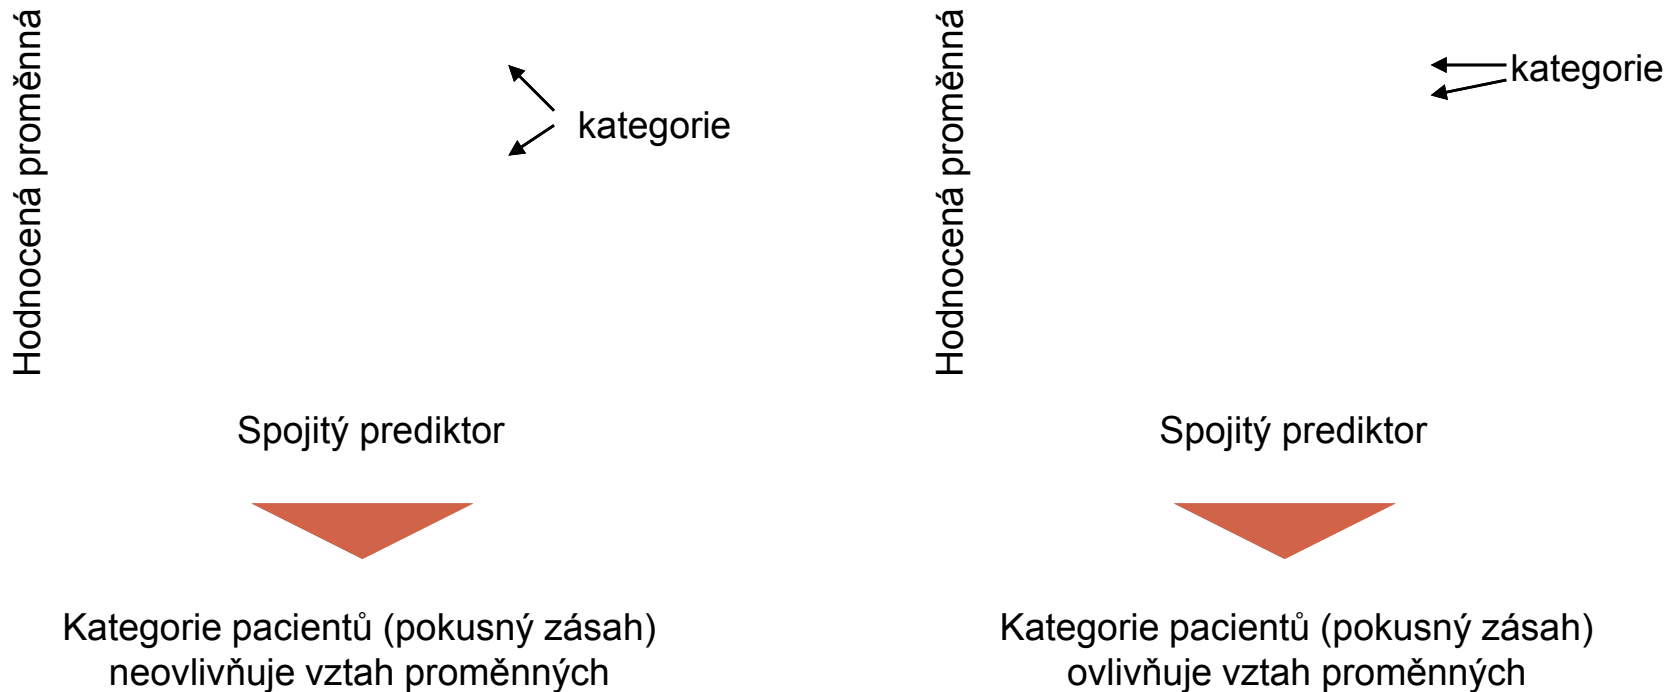 Hodnocená proměnná
kategorie
Spojitý prediktor
Kategorie pacientů (pokusný zásah)
neovlivňuje vztah proměnných
Hodnocená proměnná
kategorie
Spojitý prediktor
Kategorie pacientů (pokusný zásah)
ovlivňuje vztah proměnných